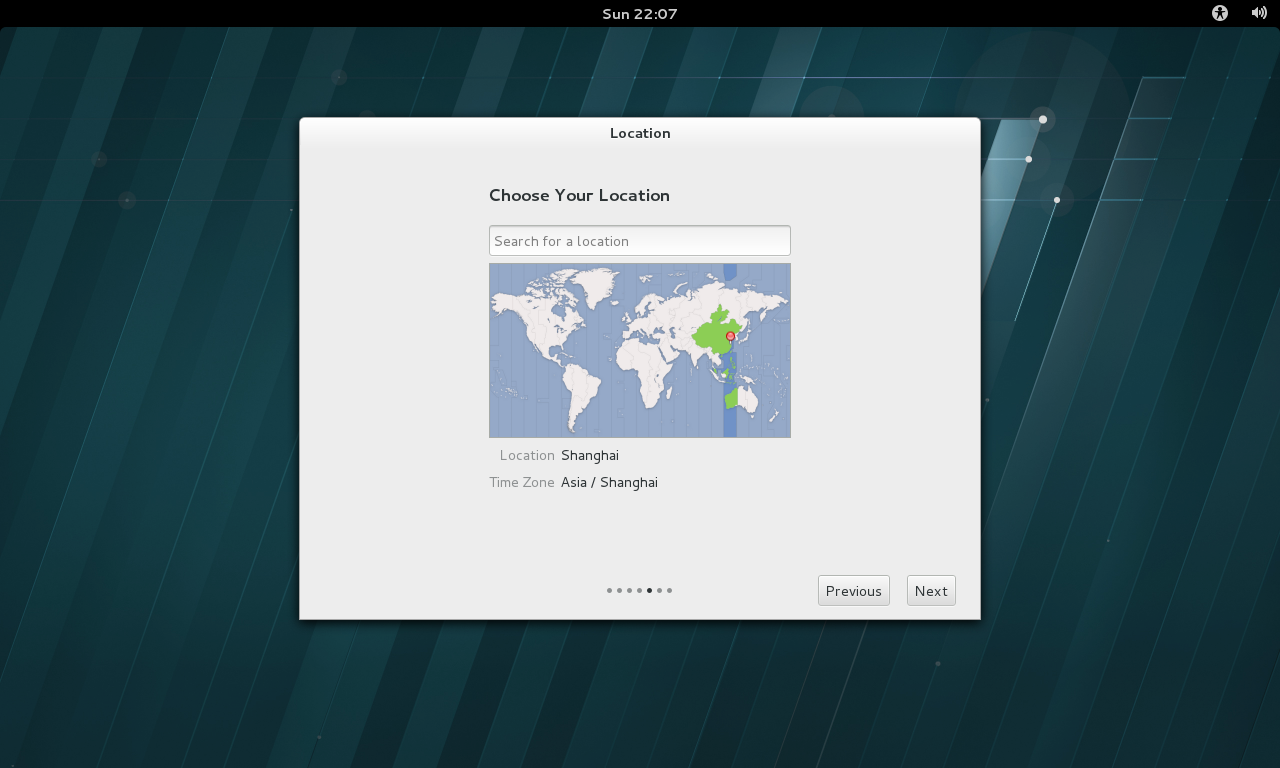 Sun 22:07
Location
Choose Your Location
Search for a location
Location Shanghai
Time Zone Asia / Shanghai
Previous Next